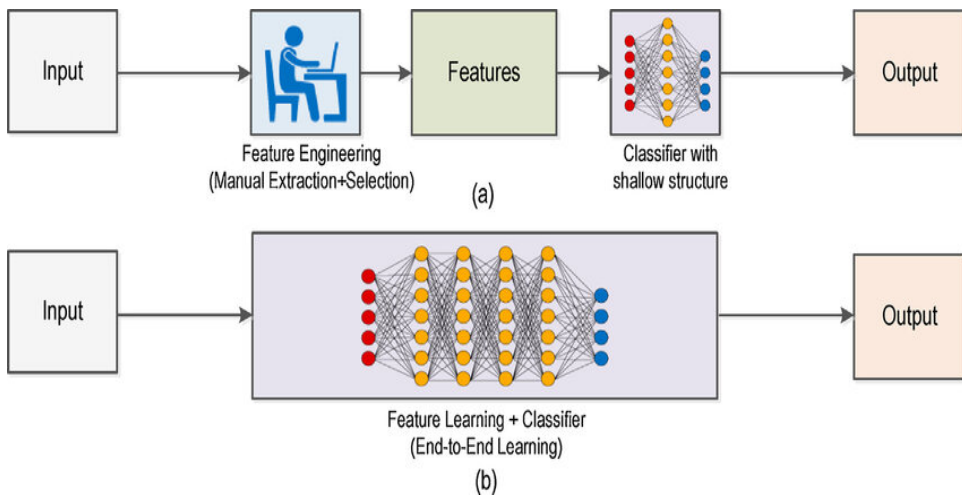 Input
Features
Output
Feature Engineering
(Manual Extraction+Selection)
Classifier with
shallow structure
(a)
Input
Output
Feature Learning + Classifier
(End-to-End Learning)
(b)